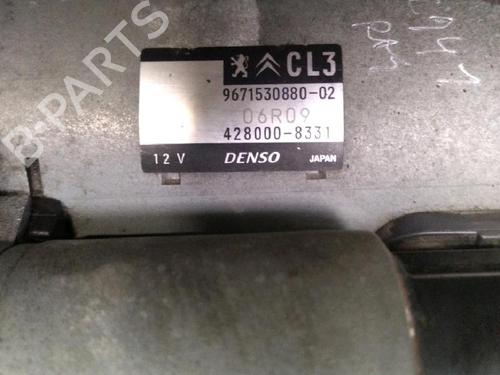 CL3
9671530880-02
06R09
428000-8331
12 V DENSO JAPAN
B-PARTS